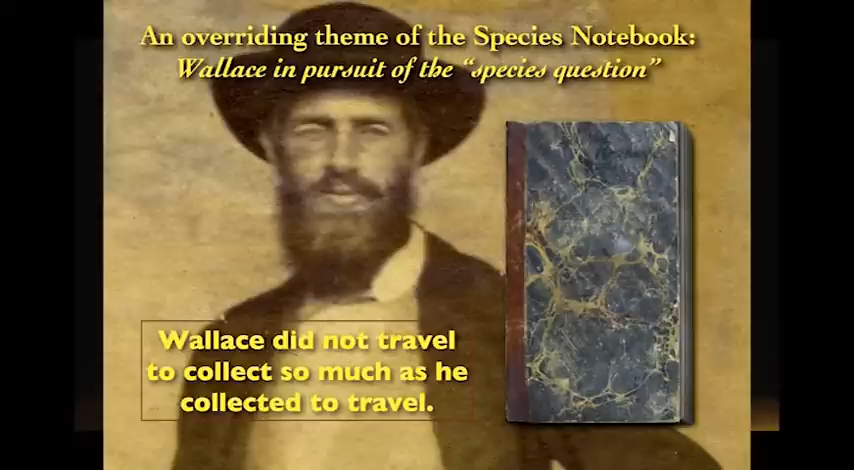 An overriding theme of the Species Notebook:
Wallace in pursuit of the “species question”
Wallace did not travel
to collect so much as he
collected to travel.